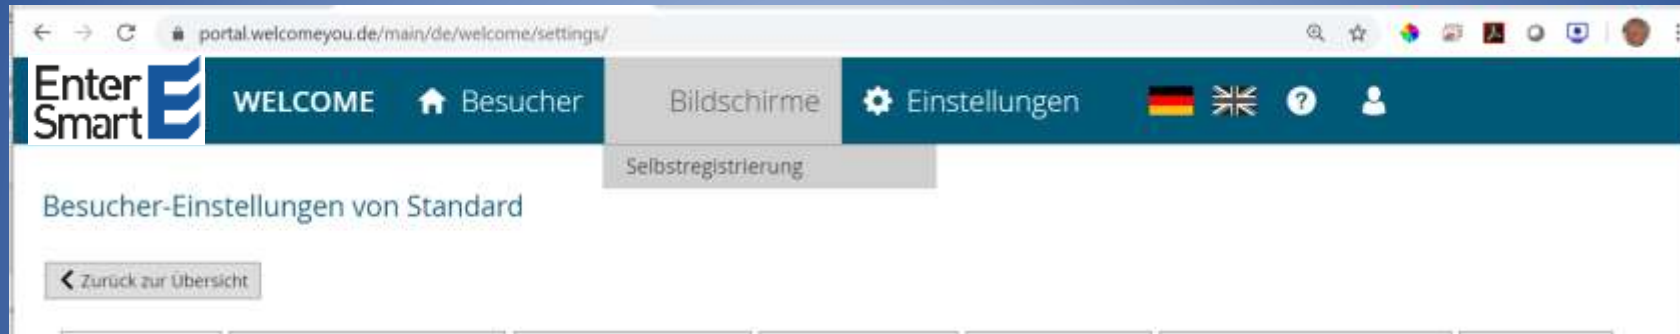 portal.welcomeyou.de/main/de/welcome/settings/
Enter
Smart
WELCOME Besucher Bildschirme Einstellungen ?
Selbstregistrierung
Besucher-Einstellungen von Standard
Zurück zur Übersicht